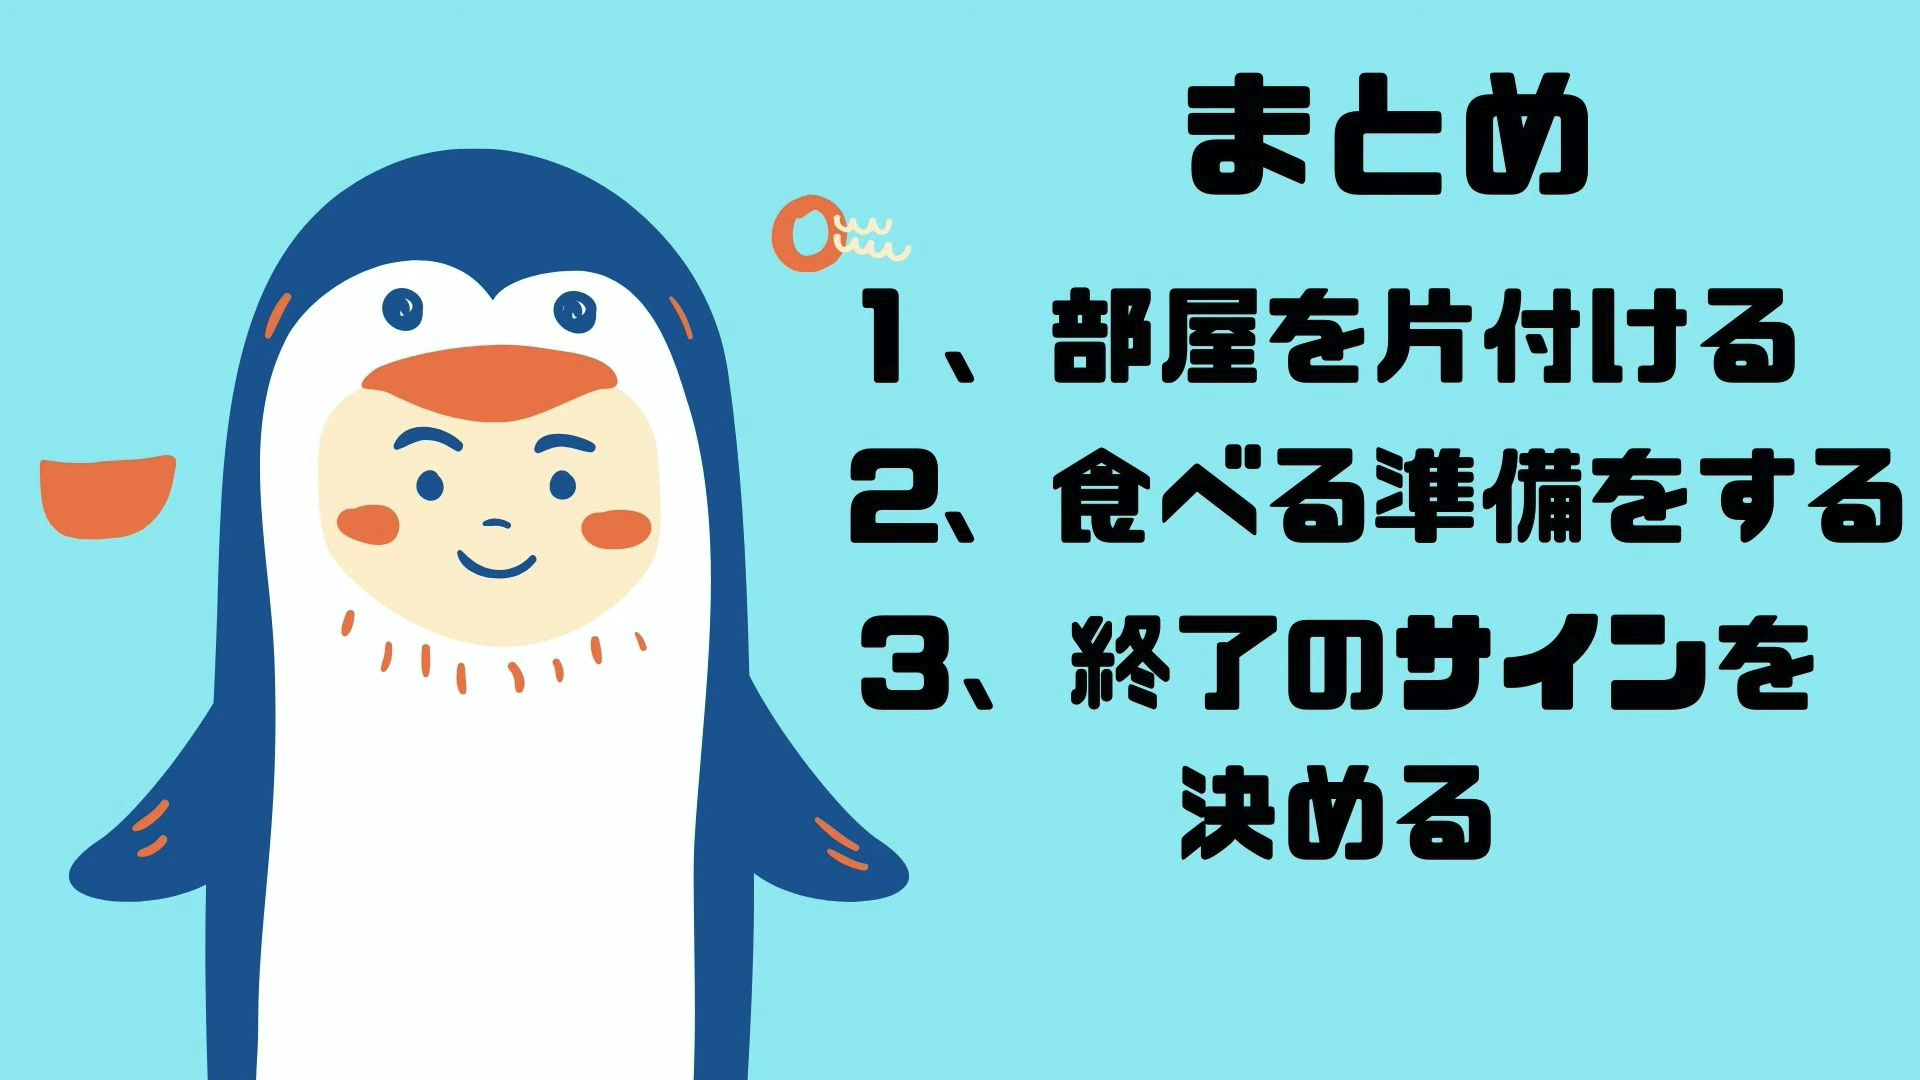 まとめ
1、部屋を片付ける
2、食べる準備をする
3、終了のサインを
決める